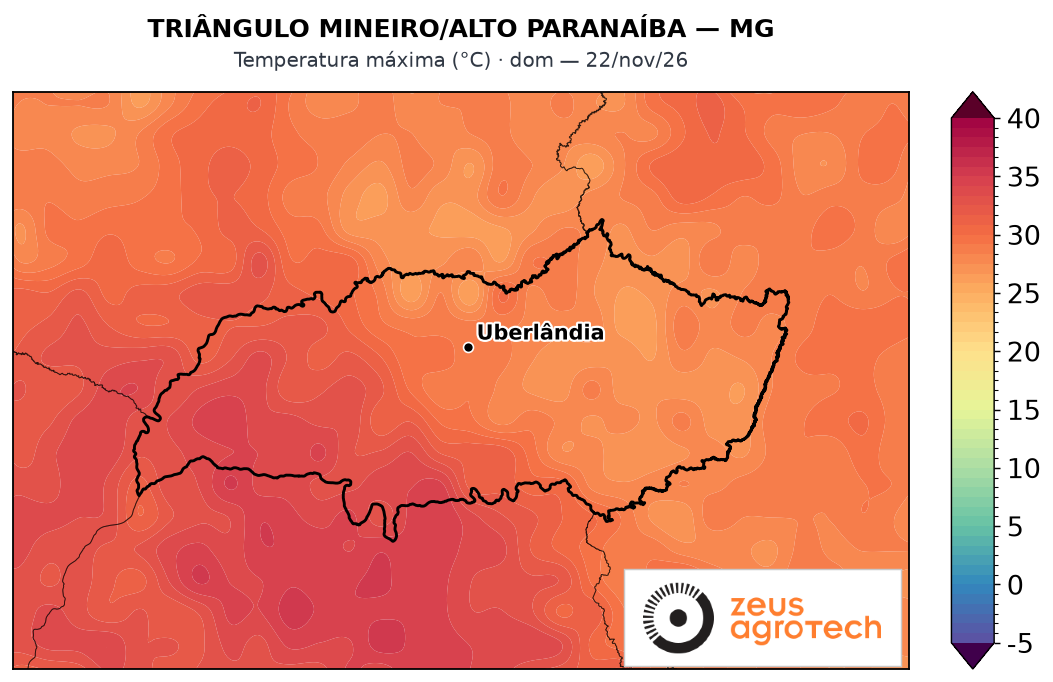 TRIÂNGULO MINEIRO/ALTO PARANAÍBA — MG
Temperatura máxima (°C) · dom — 22/nov/26
Uberlândia
40
35
30
25
20
15
10
5
0
-5
zeus
agrotech